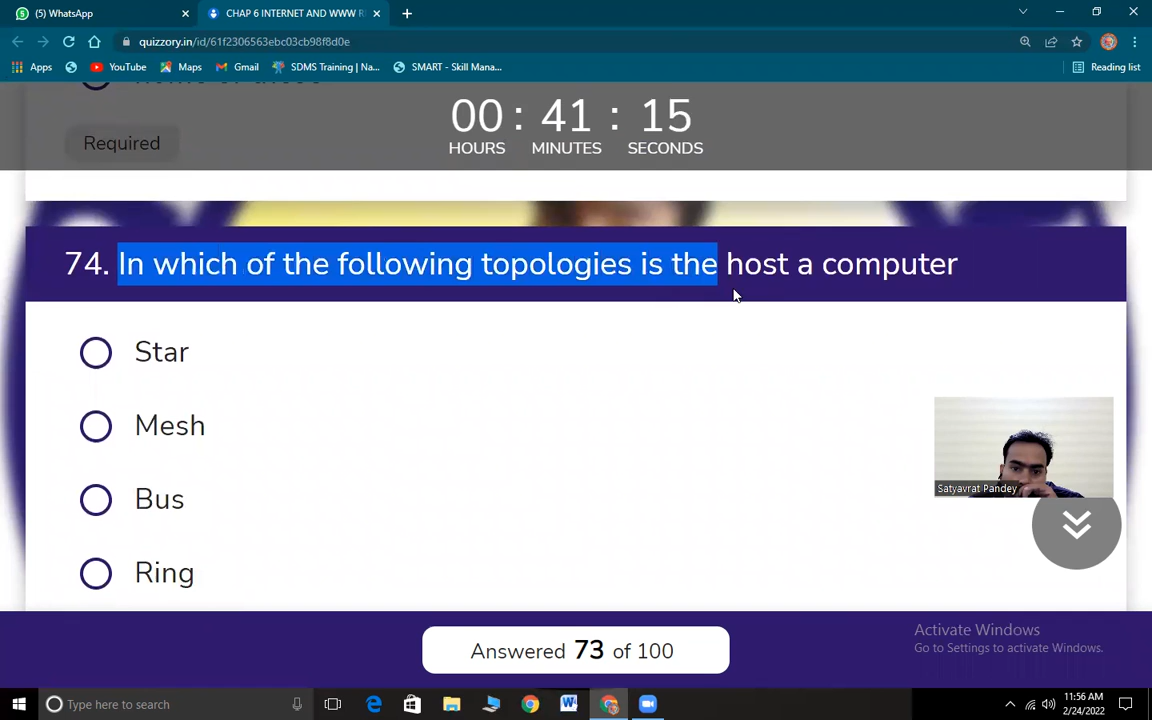 (5) WhatsApp
CHAP 6 INTERNET AND WWW R
quizzory.in/id/61f2306563ebc03cb98f8d0e
Apps
YouTube
Maps
Gmail
SDMS Training | Na...
SMART - Skill Mana...
Reading list
00 : 41 : 15
HOURS MINUTES SECONDS
Required
74. In which of the following topologies is the host a computer
Star
Mesh
Bus
Ring
Satyavrat Pandey
Answered 73 of 100
Activate Windows
Go to Settings to activate Windows.
Type here to search
11:56 AM
2/24/2022